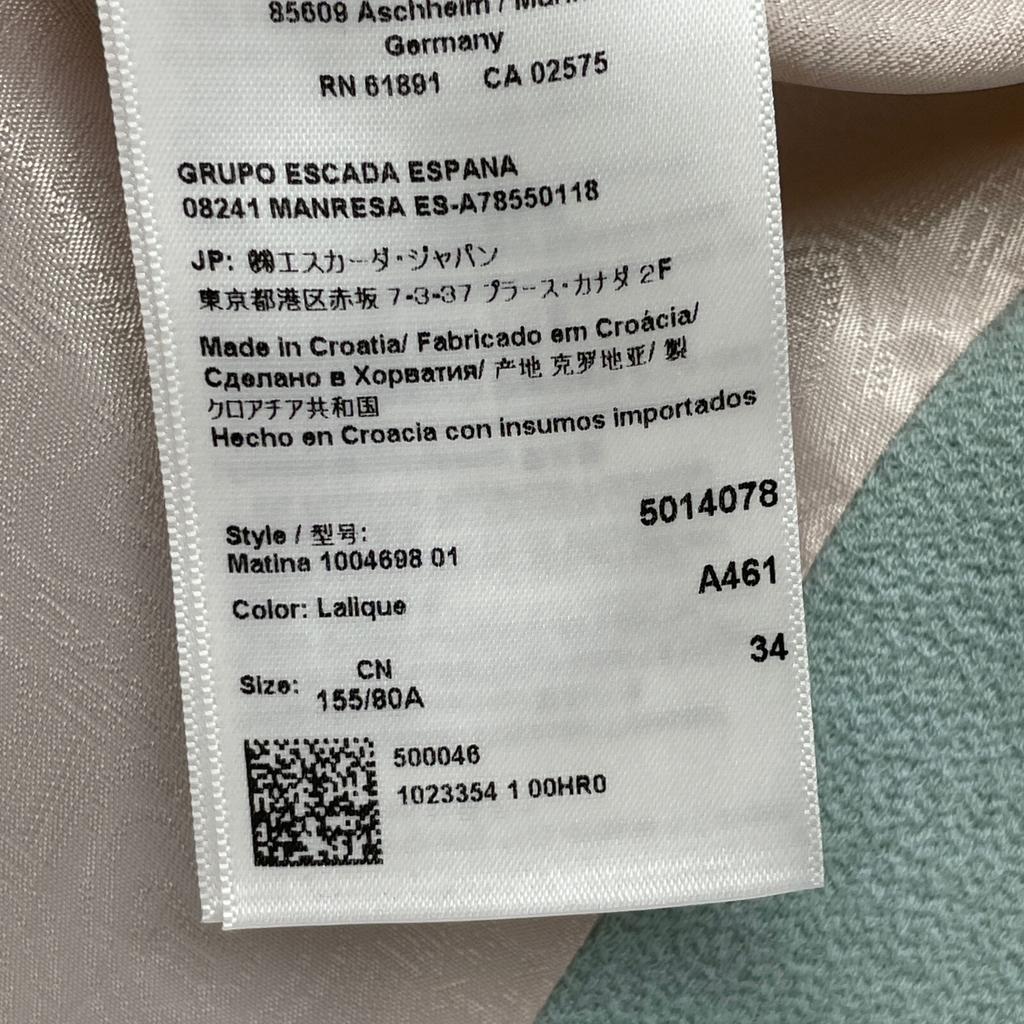 85609 Aschheim /
Germany
RN 61891 CA 02575
GRUPO ESCADA ESPANA
08241 MANRESA ES-A78550118
JP: ㈱エスカーダ・ジャパン
東京都港区赤坂 7-3-37 プラース・カナダ 2F
Made in Croatia/ Fabricado em Croácia/
Сделано в Хорватия/ 产地 克罗地亚/ 製
クロアチア共和国
Hecho en Croacia con insumos importados
5014078
Style / 型号:
Matina 1004698 01
A461
Color: Lalique
34
CN
Size: 155/80A
500046
1023354 1 00HR0